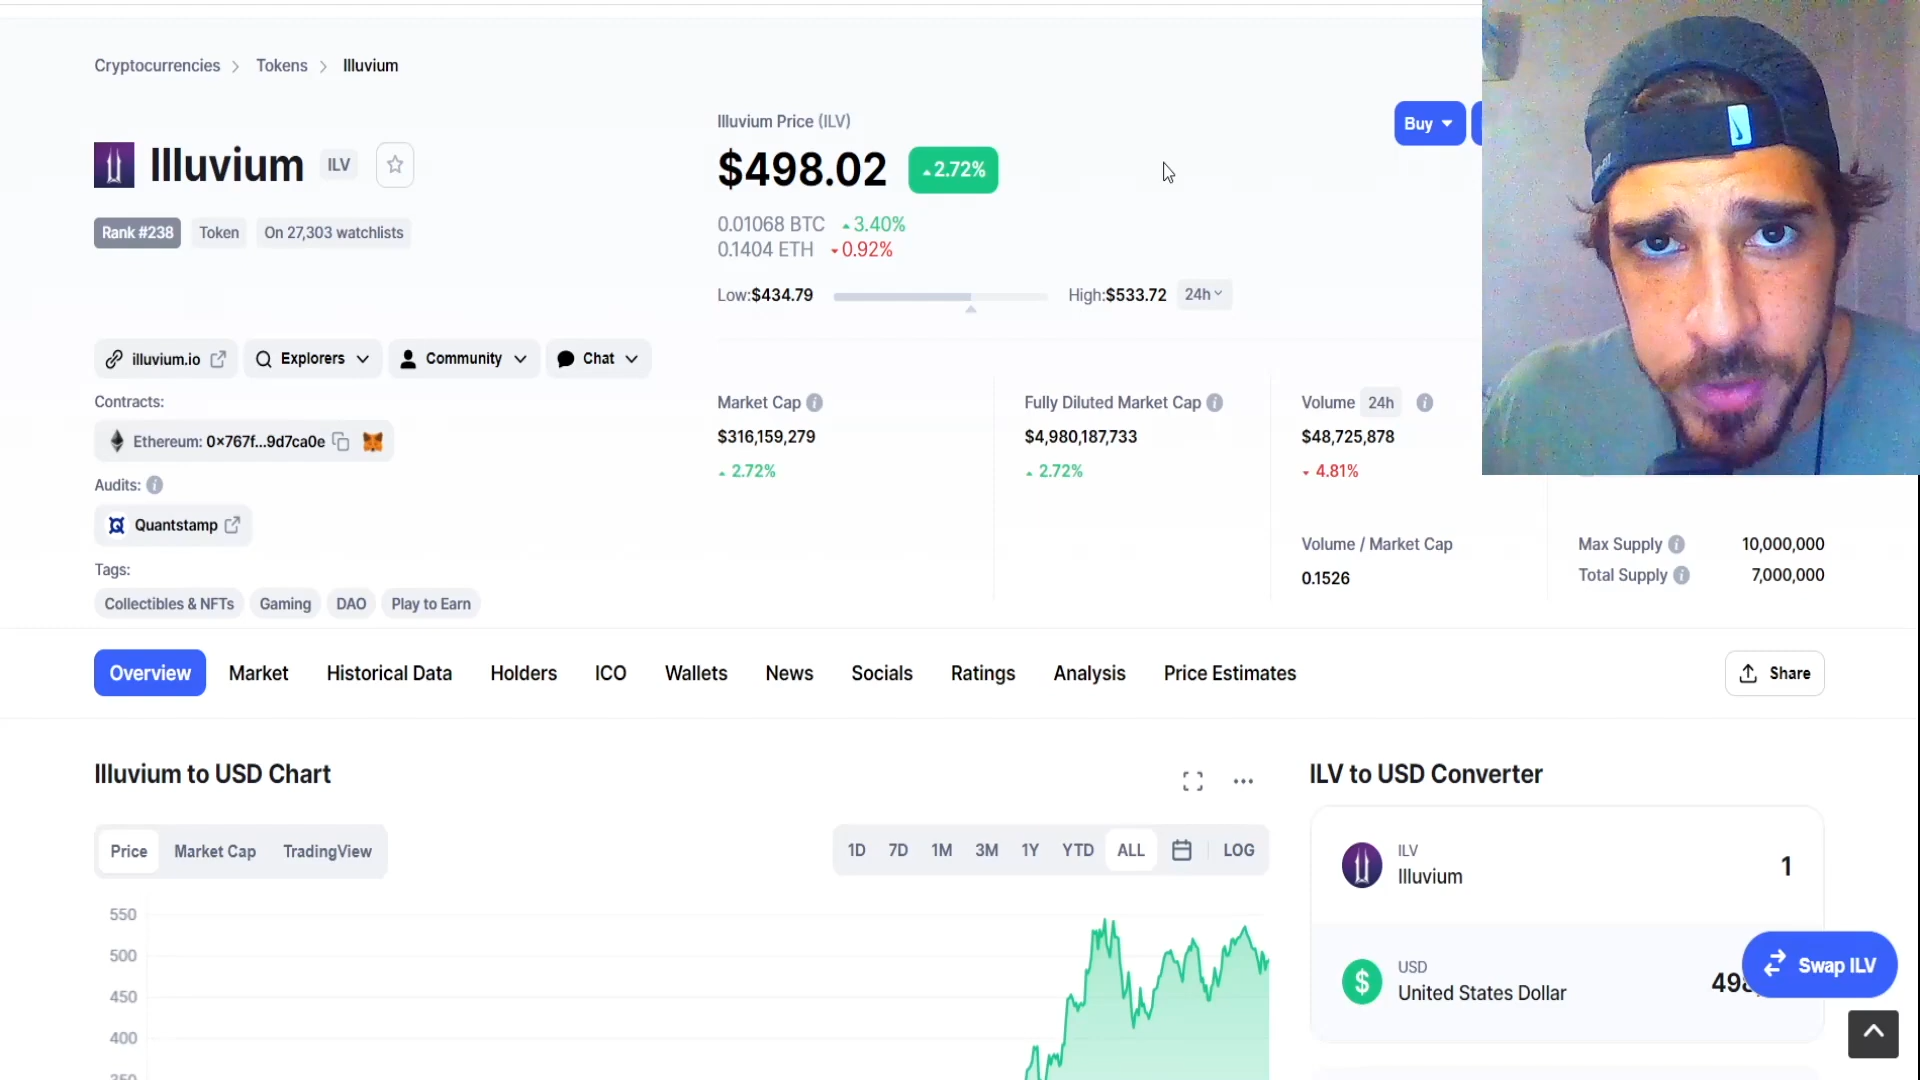 Cryptocurrencies > Tokens > Illuvium
Illuvium ILV
Rank #238 Token On 27,303 watchlists
illuvium.io Explorers Community Chat
Contracts:
Ethereum: 0x767f...9d7ca0e
Audits:
Quantstamp
Tags:
Collectibles & NFTs Gaming DAO Play to Earn
Illuvium Price (ILV)
$498.02 2.72%
0.01068 BTC 3.40%
0.1404 ETH 0.92%
Low:$434.79 High:$533.72 24h
Buy
Market Cap
$316,159,279
2.72%
Fully Diluted Market Cap
$4,980,187,733
2.72%
Volume 24h
$48,725,878
4.81%
Volume / Market Cap
0.1526
Max Supply 10,000,000
Total Supply 7,000,000
Overview Market Historical Data Holders ICO Wallets News Socials Ratings Analysis Price Estimates
Share
Illuvium to USD Chart
Price Market Cap TradingView
1D 7D 1M 3M 1Y YTD ALL LOG
550
500
450
400
350
ILV to USD Converter
ILV
Illuvium
1
USD
United States Dollar
Swap ILV